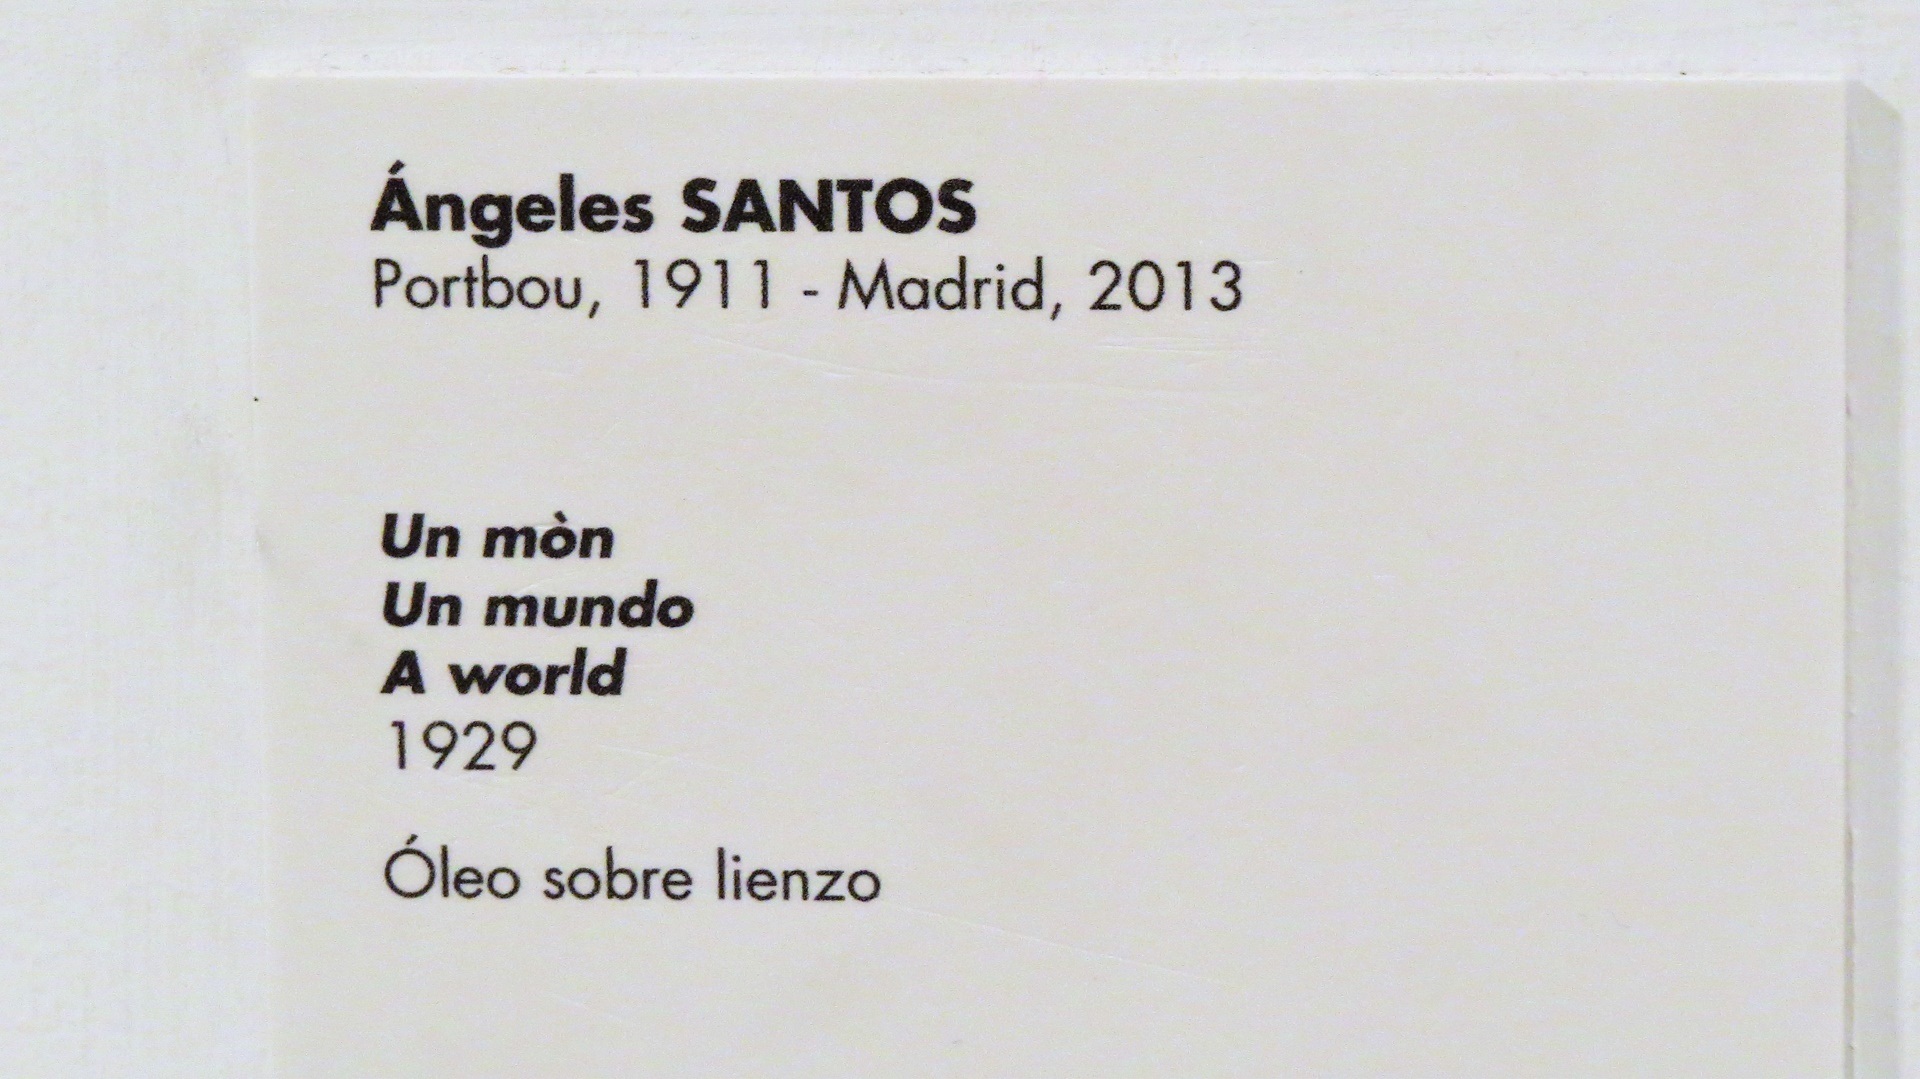 Ángeles SANTOS
Portbou, 1911 - Madrid, 2013
Un mòn
Un mundo
A world
1929
Óleo sobre lienzo